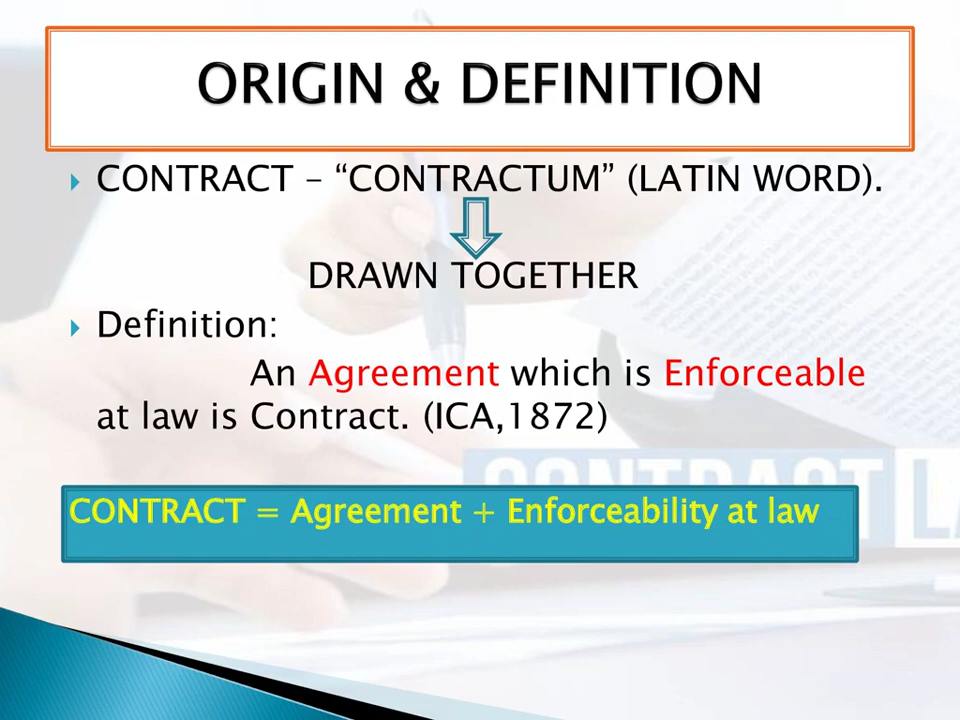 ORIGIN & DEFINITION
CONTRACT – “CONTRACTUM” (LATIN WORD).
DRAWN TOGETHER
Definition:
An Agreement which is Enforceable
at law is Contract. (ICA,1872)
CONTRACT L
CONTRACT = Agreement + Enforceability at law